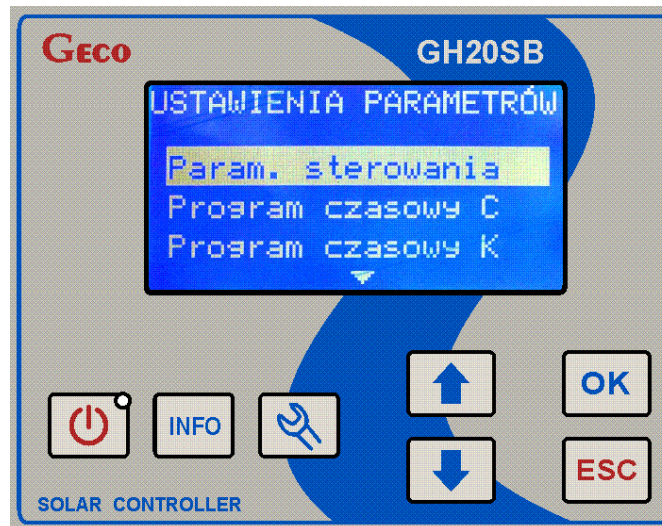 GECO
GH20SB
USTAWIENIA PARAMETRÓW
Param. sterowania
Program czasowy C
Program czasowy K
INFO
OK
ESC
SOLAR CONTROLLER